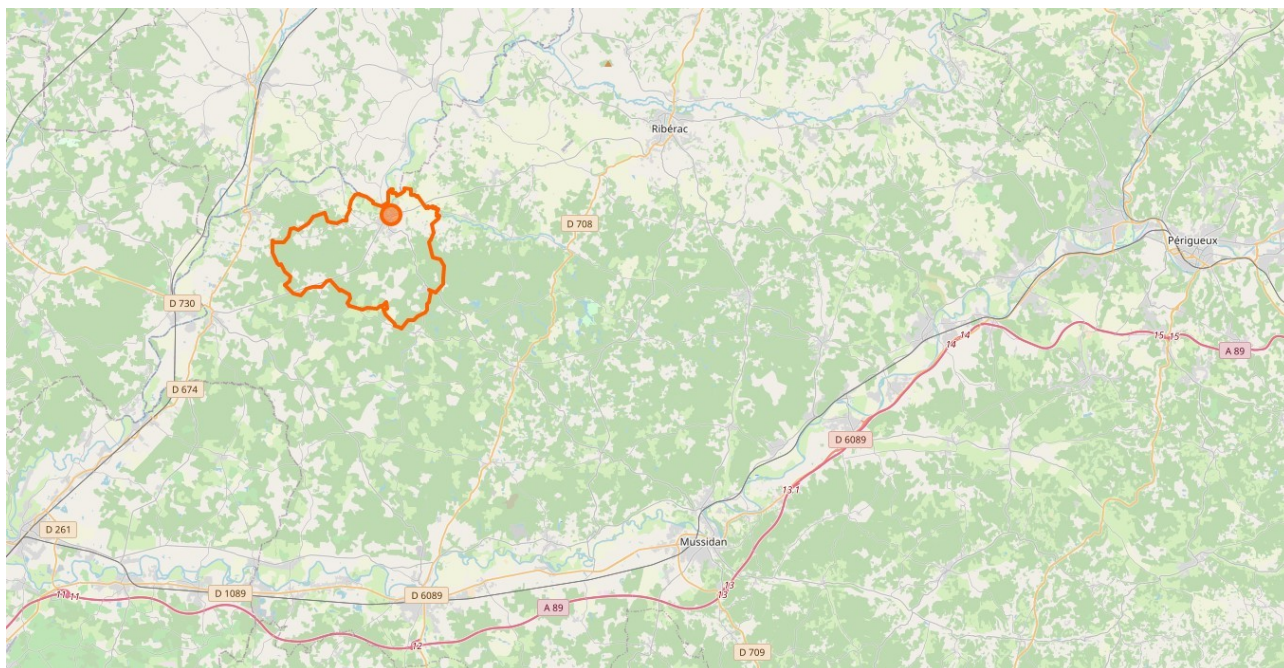 Ribérac
D 708
Périgueux
D 730
14
14
15
15
A 89
D 674
D 6089
13.1
D 261
Mussidan
11
11
D 1089
D 6089
A 89
13
13
12
D 709